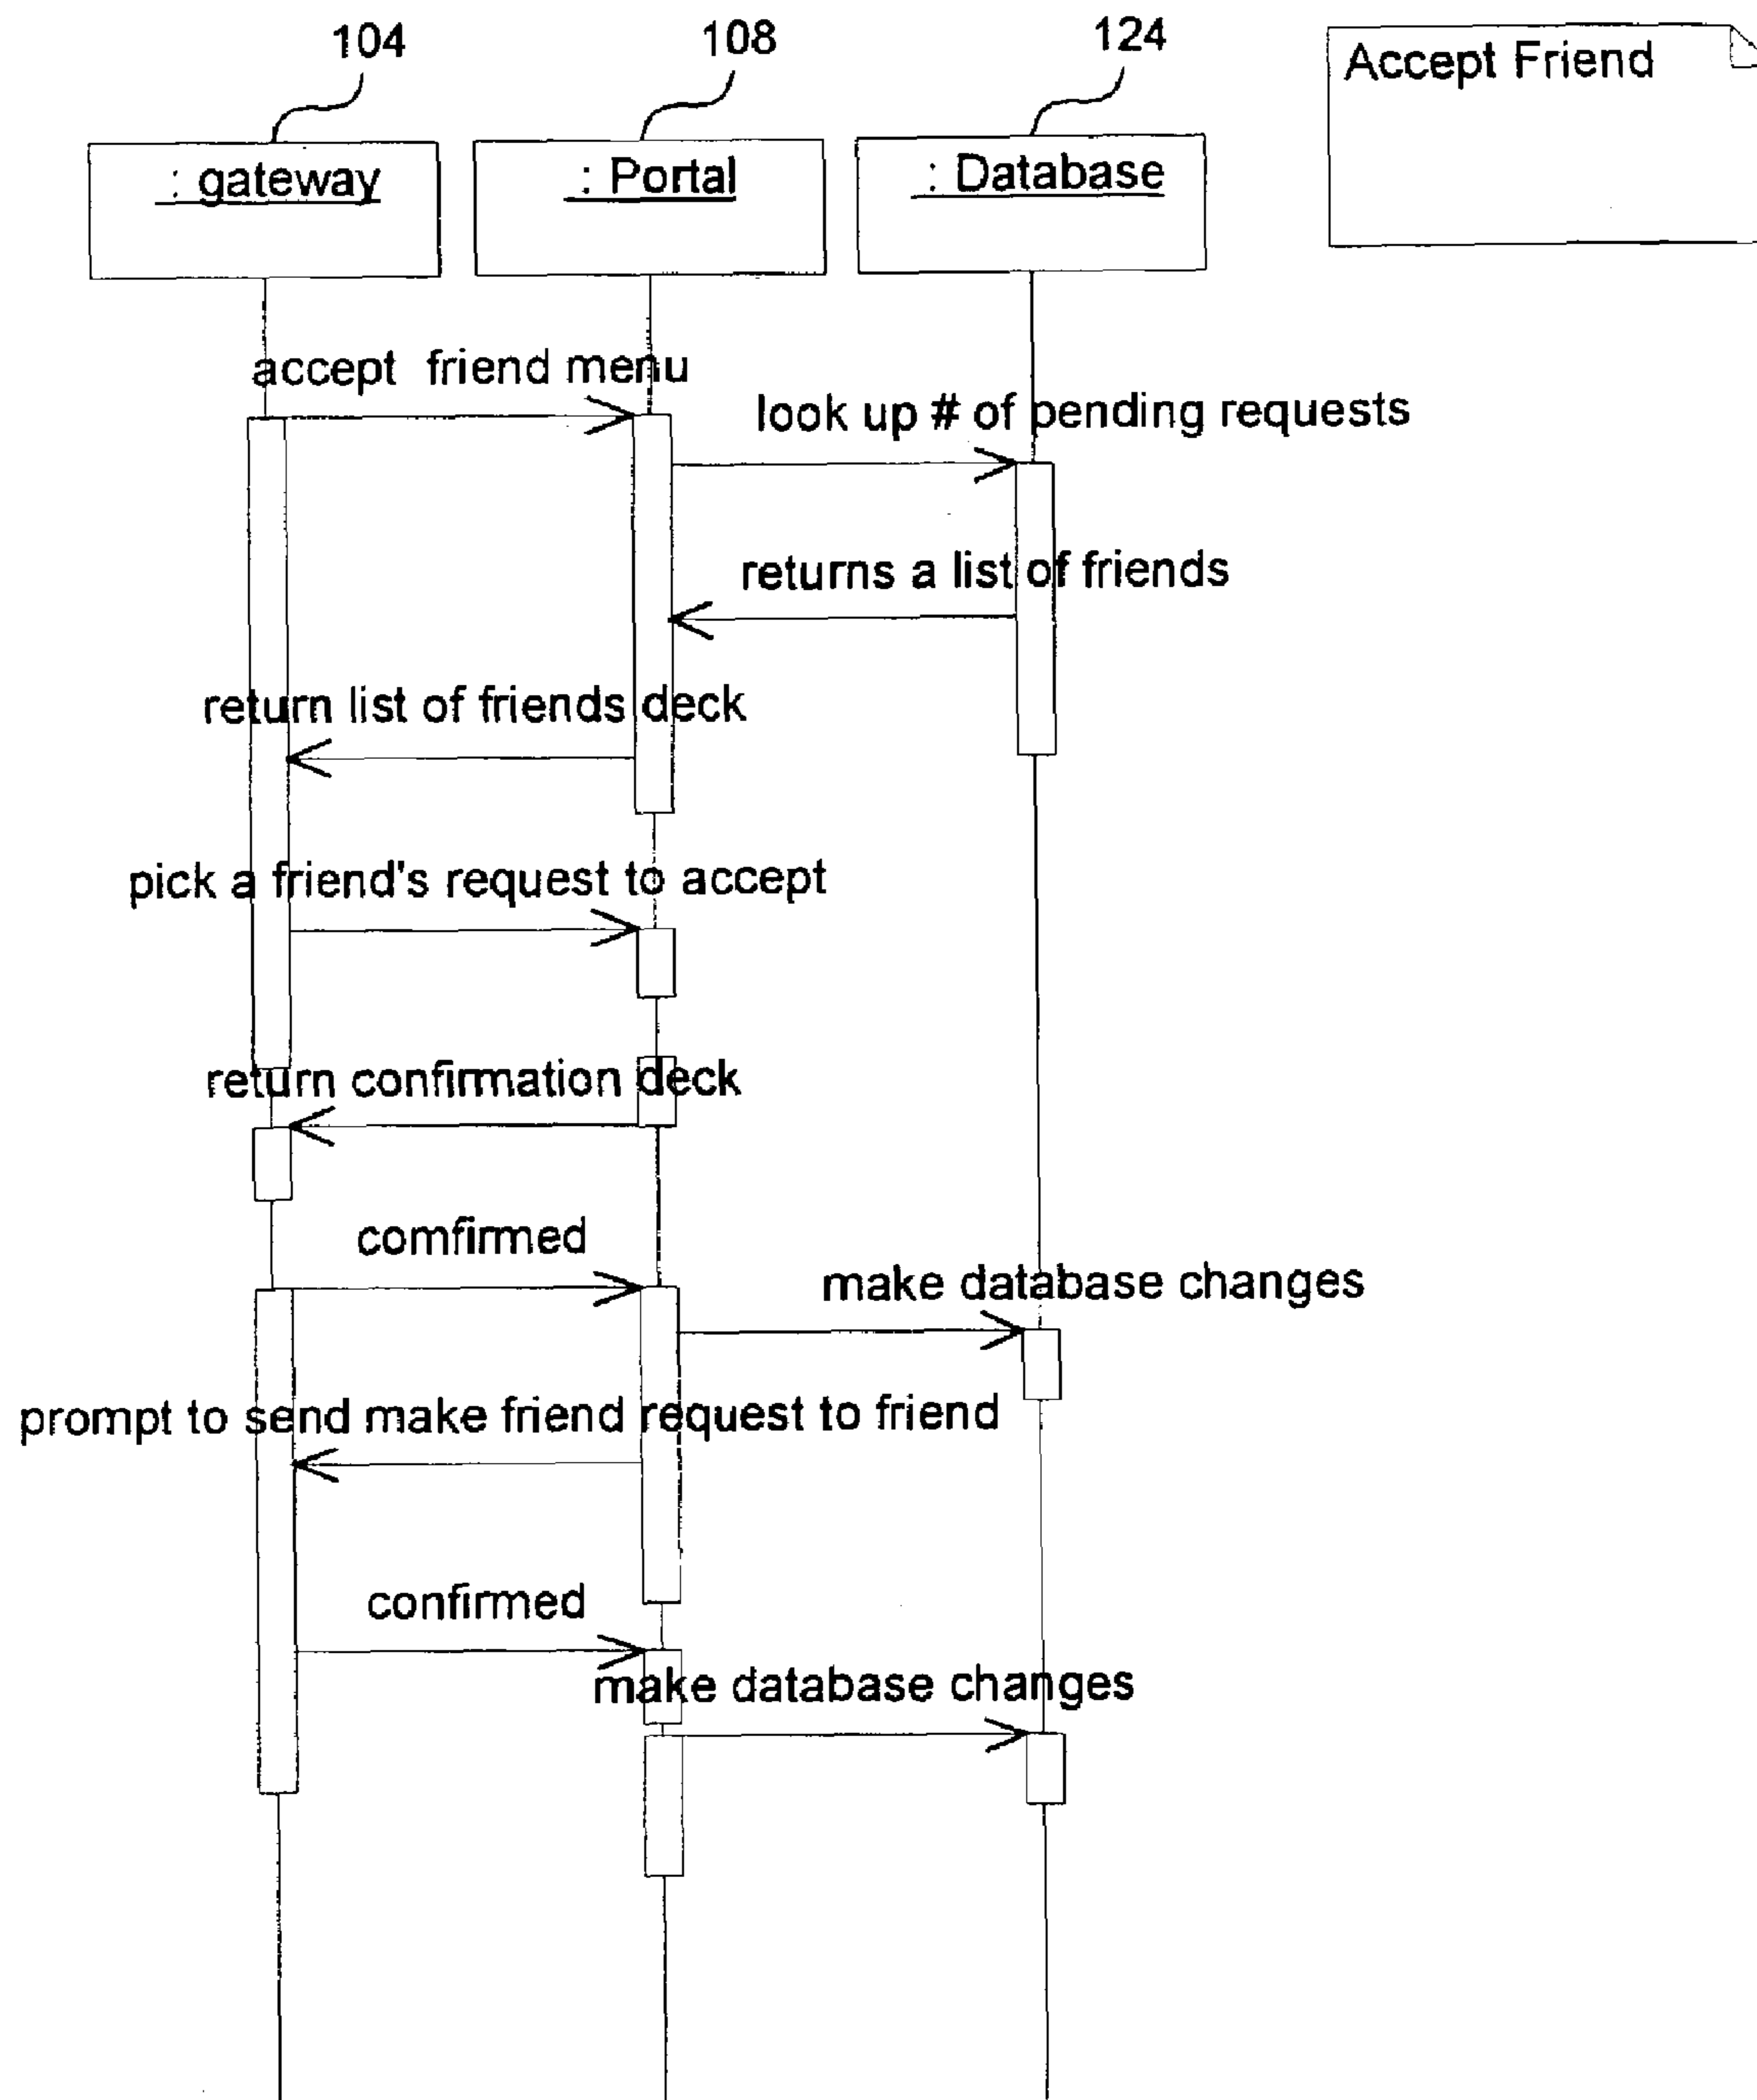 104
108
124
Accept Friend
: gateway
: Portal
: Database
accept friend menu
look up # of pending requests
returns a list of friends
return list of friends deck
pick a friend's request to accept
return confirmation deck
comfirmed
make database changes
prompt to send make friend request to friend
confirmed
make database changes